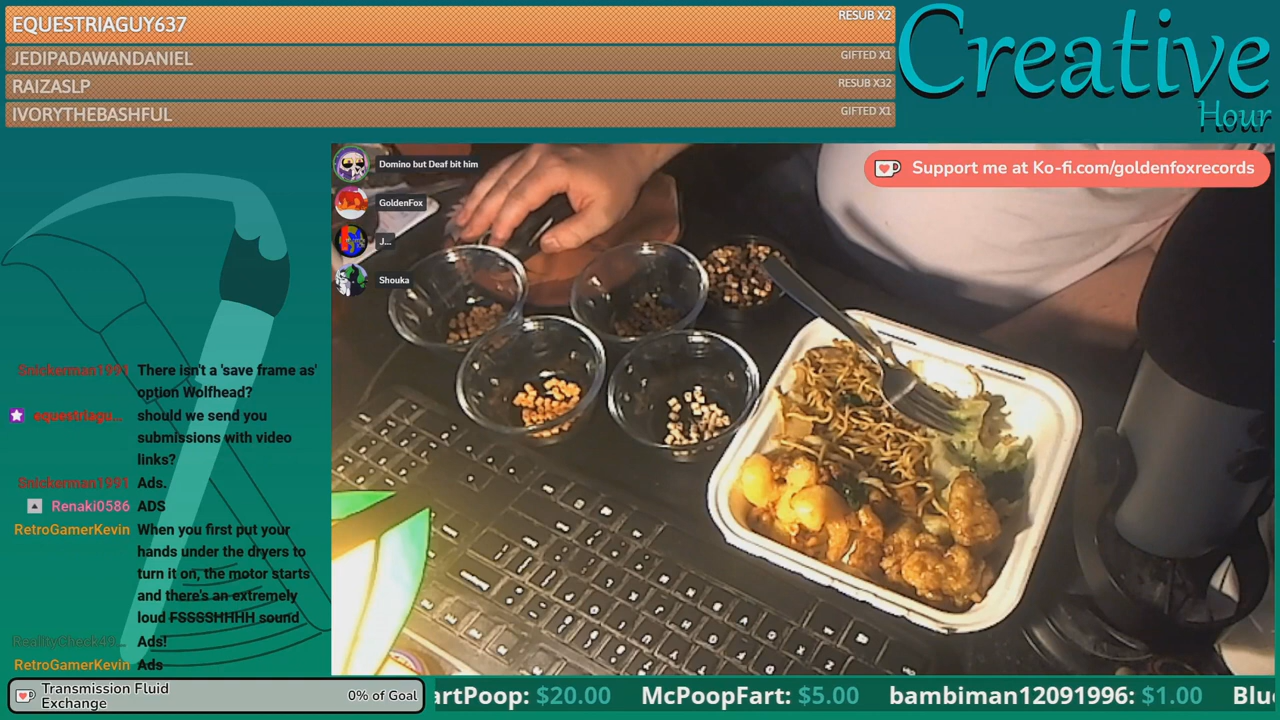 EQUESTRIAGUY637
RESUB X2
JEDIPADAWANDANIEL
GIFTED X1
RAIZASLP
RESUB X32
IVORYTHEBASHFUL
GIFTED X1
Creative
Hour
Domino but Deaf bit him
GoldenFox
J...
Shouka
Support me at Ko-fi.com/goldenfoxrecords
Snickerman1991 There isn't a 'save frame as'
option Wolfhead?
equestriagu... should we send you
submissions with video
links?
Snickerman1991 Ads.
Renaki0586 ADS
RetroGamerKevin When you first put your
hands under the dryers to
turn it on, the motor starts
and there's an extremely
loud FSSSSHHHH sound
Ads!
RetroGamerKevin Ads
Transmission Fluid
Exchange
0% of Goal
artPoop: $20.00 McPoopFart: $5.00 bambiman12091996: $1.00 Blu